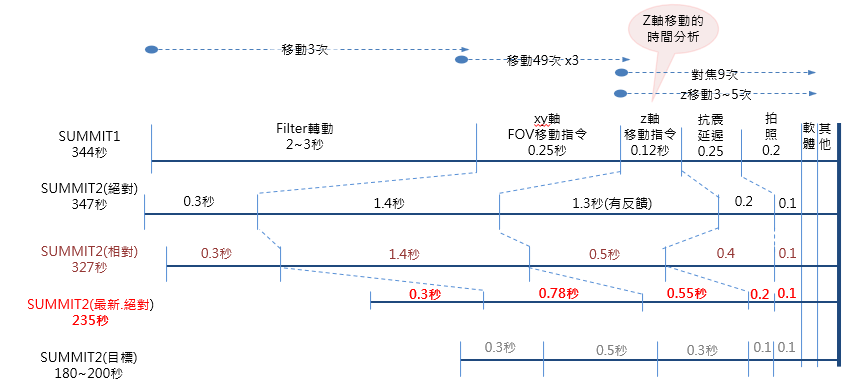 Z軸移動的
時間分析
移動3次
移動49次 x3
對焦9次
z移動3~5次
SUMMIT1
344秒
Filter轉動
2~3秒
xy軸
FOV移動指令
0.25秒
z軸
移動指令
0.12秒
抗震
延遲
0.25
拍
照
0.2
軟
體
其
他
SUMMIT2(絕對)
347秒
0.3秒
1.4秒
1.3秒(有反饋)
0.2
0.1
SUMMIT2(相對)
327秒
0.3秒
1.4秒
0.5秒
0.4
0.1
SUMMIT2(最新.絕對)
235秒
0.3秒
0.78秒
0.55秒
0.2
0.1
SUMMIT2(目標)
180~200秒
0.3秒
0.5秒
0.3秒
0.1
0.1